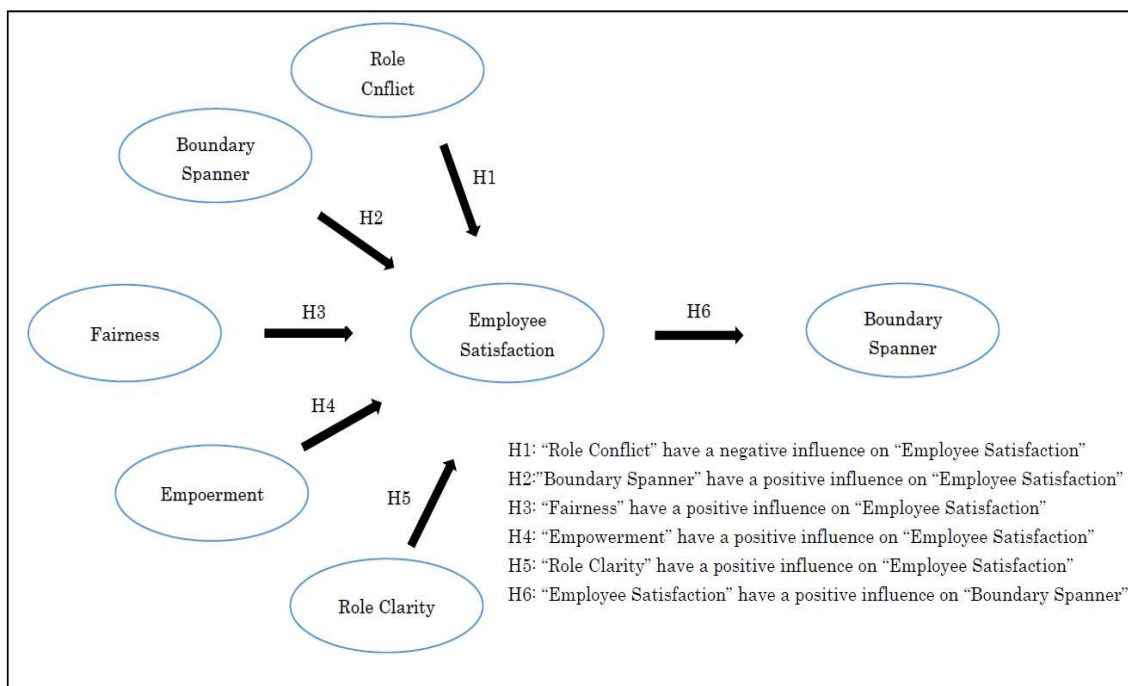 Role
Cnflict
Boundary
Spanner
H1
H2
Fairness
H3
Employee
Satisfaction
H6
Boundary
Spanner
H4
Empoerment
H5
Role Clarity
H1: “Role Conflict” have a negative influence on “Employee Satisfaction”
H2:”Boundary Spanner” have a positive influence on “Employee Satisfaction”
H3: “Fairness” have a positive influence on “Employee Satisfaction”
H4: “Empowerment” have a positive influence on “Employee Satisfaction”
H5: “Role Clarity” have a positive influence on “Employee Satisfaction”
H6: “Employee Satisfaction” have a positive influence on “Boundary Spanner”